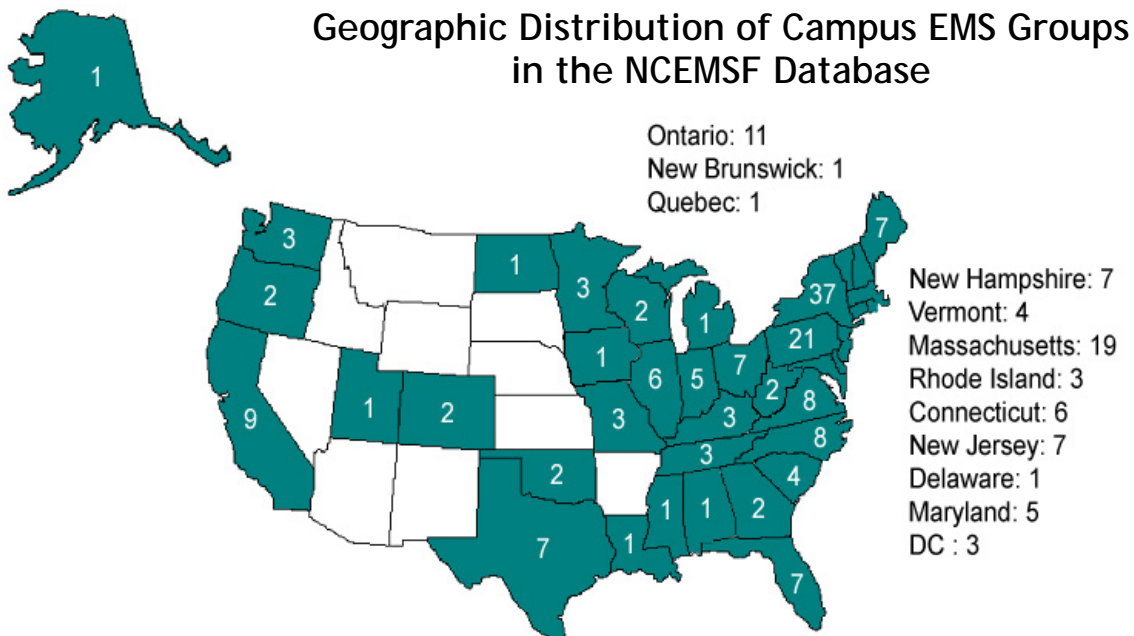 Geographic Distribution of Campus EMS Groups
in the NCEMSF Database
1
Ontario: 11
New Brunswick: 1
Quebec: 1
3
1
3
7
2
2
1
37
New Hampshire: 7
Vermont: 4
Massachusetts: 19
Rhode Island: 3
Connecticut: 6
New Jersey: 7
Delaware: 1
Maryland: 5
DC : 3
21
1
7
9
1
2
6
5
2
8
3
3
8
3
2
4
1
1
2
7
1
7